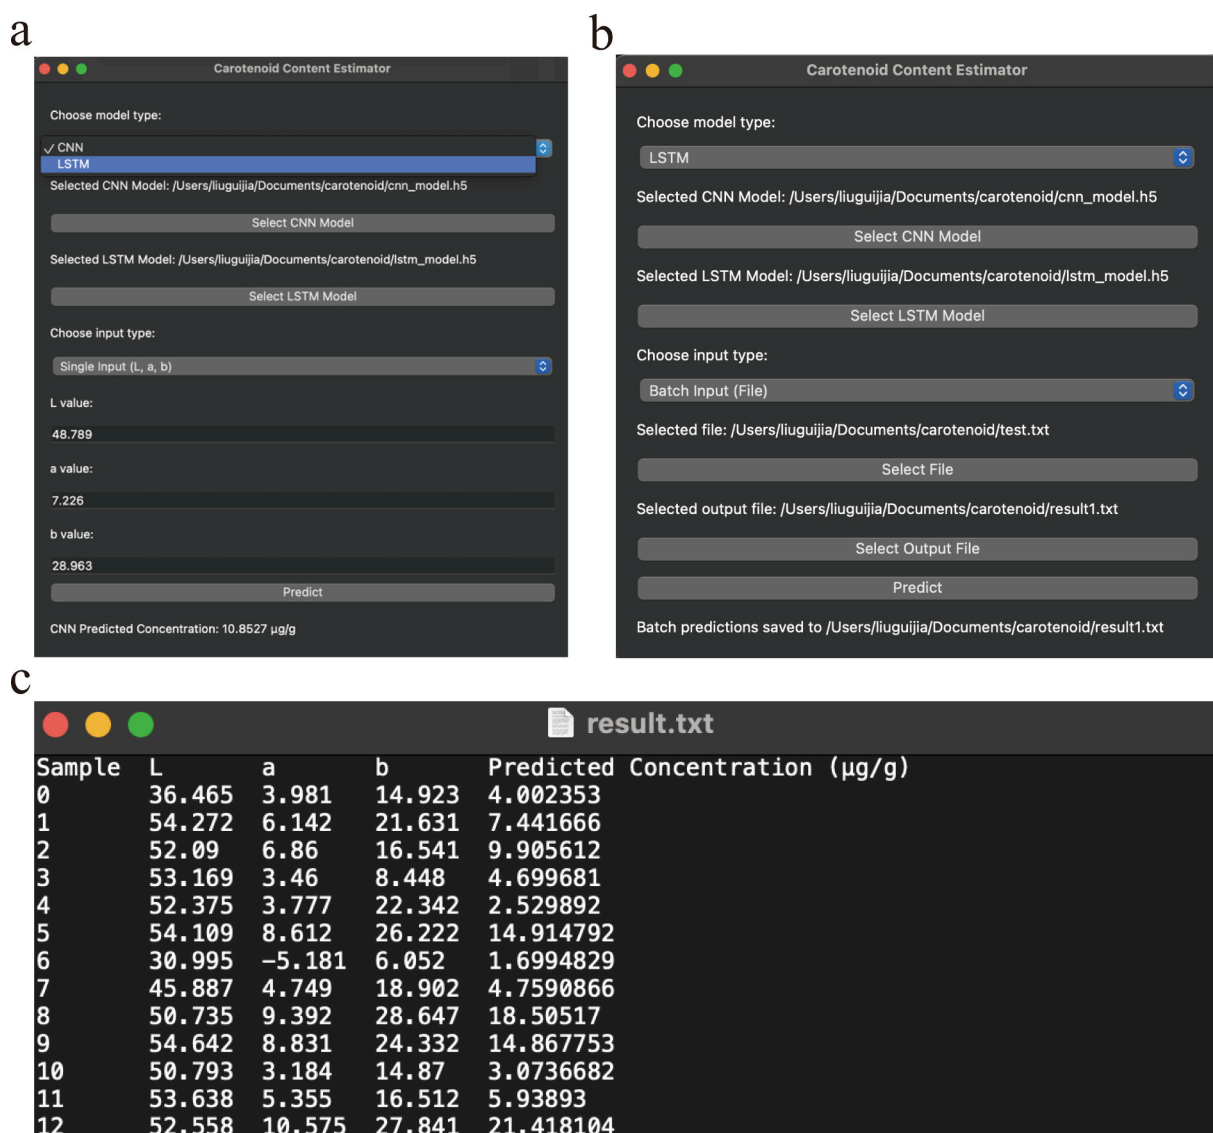 a
Carotenoid Content Estimator
Choose model type:
✓ CNN
LSTM
Selected CNN Model: /Users/liuguijia/Documents/carotenoid/cnn_model.h5
Select CNN Model
Selected LSTM Model: /Users/liuguijia/Documents/carotenoid/lstm_model.h5
Select LSTM Model
Choose input type:
Single Input (L, a, b)
L value:
48.789
a value:
7.226
b value:
28.963
Predict
CNN Predicted Concentration: 10.8527 µg/g
b
Carotenoid Content Estimator
Choose model type:
LSTM
Selected CNN Model: /Users/liuguijia/Documents/carotenoid/cnn_model.h5
Select CNN Model
Selected LSTM Model: /Users/liuguijia/Documents/carotenoid/lstm_model.h5
Select LSTM Model
Choose input type:
Batch Input (File)
Selected file: /Users/liuguijia/Documents/carotenoid/test.txt
Select File
Selected output file: /Users/liuguijia/Documents/carotenoid/result1.txt
Select Output File
Predict
Batch predictions saved to /Users/liuguijia/Documents/carotenoid/result1.txt
c
result.txt
Sample L a b Predicted Concentration (µg/g)
0 36.465 3.981 14.923 4.002353
1 54.272 6.142 21.631 7.441666
2 52.09 6.86 16.541 9.905612
3 53.169 3.46 8.448 4.699681
4 52.375 3.777 22.342 2.529892
5 54.109 8.612 26.222 14.914792
6 30.995 -5.181 6.052 1.6994829
7 45.887 4.749 18.902 4.7590866
8 50.735 9.392 28.647 18.50517
9 54.642 8.831 24.332 14.867753
10 50.793 3.184 14.87 3.0736682
11 53.638 5.355 16.512 5.93893
12 52.558 10.575 27.841 21.418104